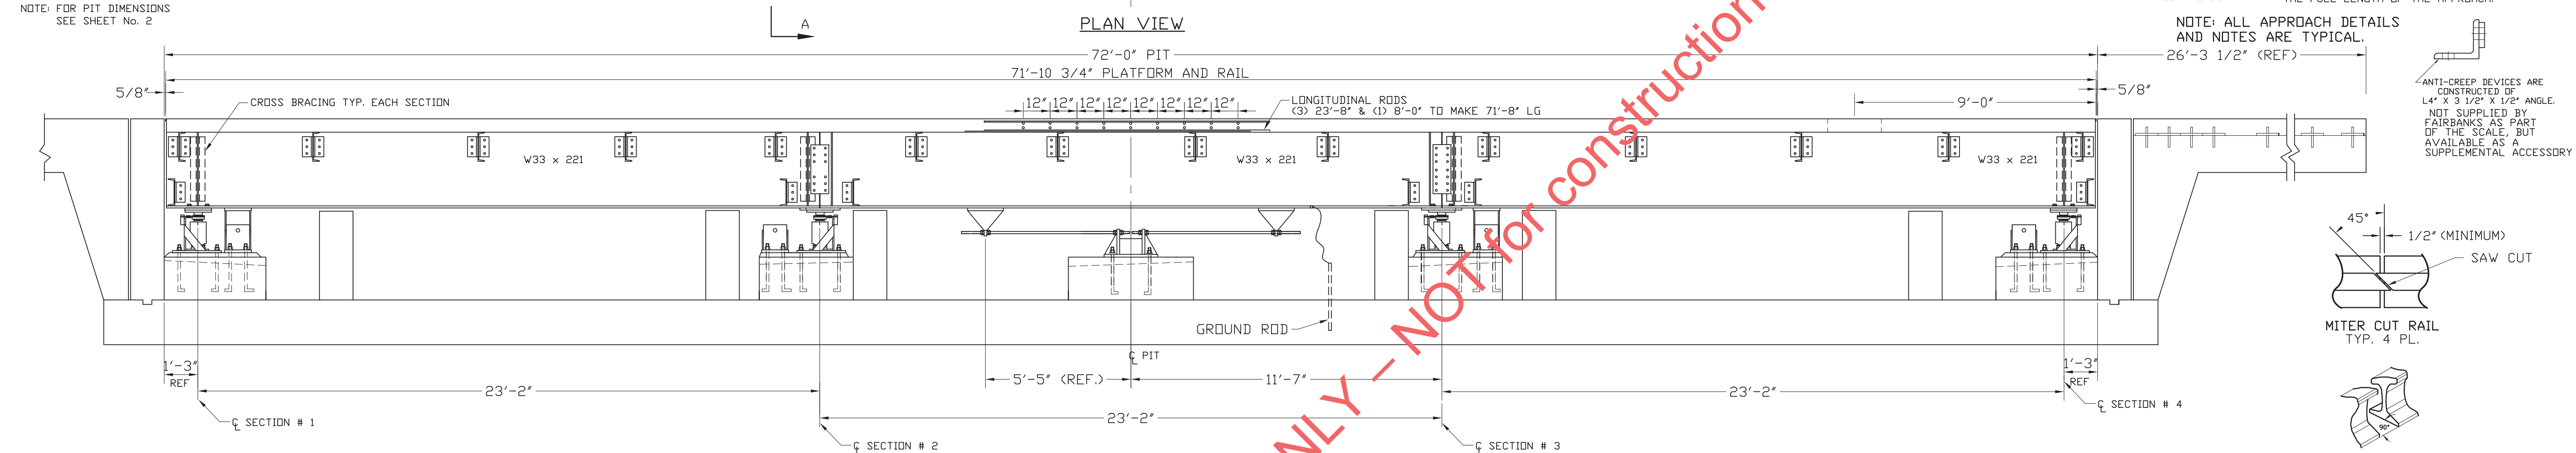 NOTE: FOR PIT DIMENSIONS
SEE SHEET No. 2
A
PLAN VIEW
NOTE: ALL APPROACH DETAILS
AND NOTES ARE TYPICAL.
72'-0" PIT
26'-3 1/2" (REF)
71'-10 3/4" PLATFORM AND RAIL
5/8"
5/8"
CROSS BRACING TYP. EACH SECTION
12" 12" 12" 12" 12" 12" 12" 12"
LONGITUDINAL RODS
(3) 23'-8" & (1) 8'-0" TO MAKE 71'-8" LG
9'-0"
ANTI-CREEP DEVICES ARE
CONSTRUCTED OF
L4" X 3 1/2" X 1/2" ANGLE.
NOT SUPPLIED BY
FAIRBANKS AS PART
OF THE SCALE, BUT
AVAILABLE AS A
SUPPLEMENTAL ACCESSORY
W33 x 221
W33 x 221
W33 x 221
45°
1/2" (MINIMUM)
SAW CUT
MITER CUT RAIL
TYP. 4 PL.
90°
GROUND ROD
℄ PIT
1'-3"
REF
23'-2"
5'-5" (REF.)
11'-7"
23'-2"
1'-3"
REF
23'-2"
℄ SECTION # 1
℄ SECTION # 2
℄ SECTION # 3
℄ SECTION # 4
NLY – NOT for construction